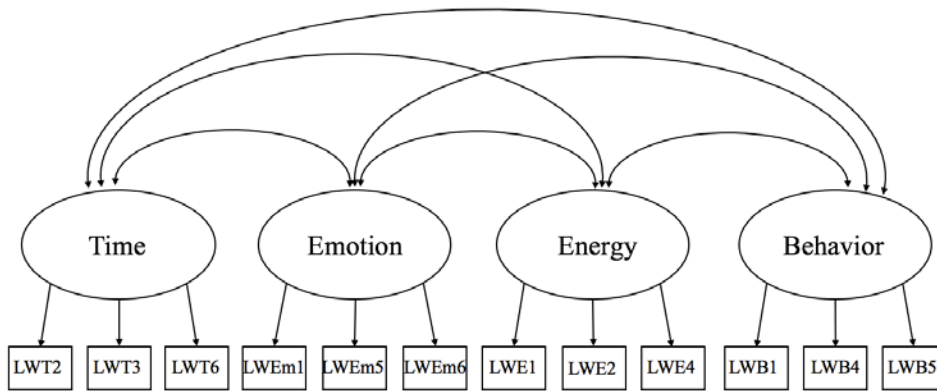 Time Emotion Energy Behavior
LWT2 LWT3 LWT6 LWEm1 LWEm5 LWEm6 LWE1 LWE2 LWE4 LWB1 LWB4 LWB5